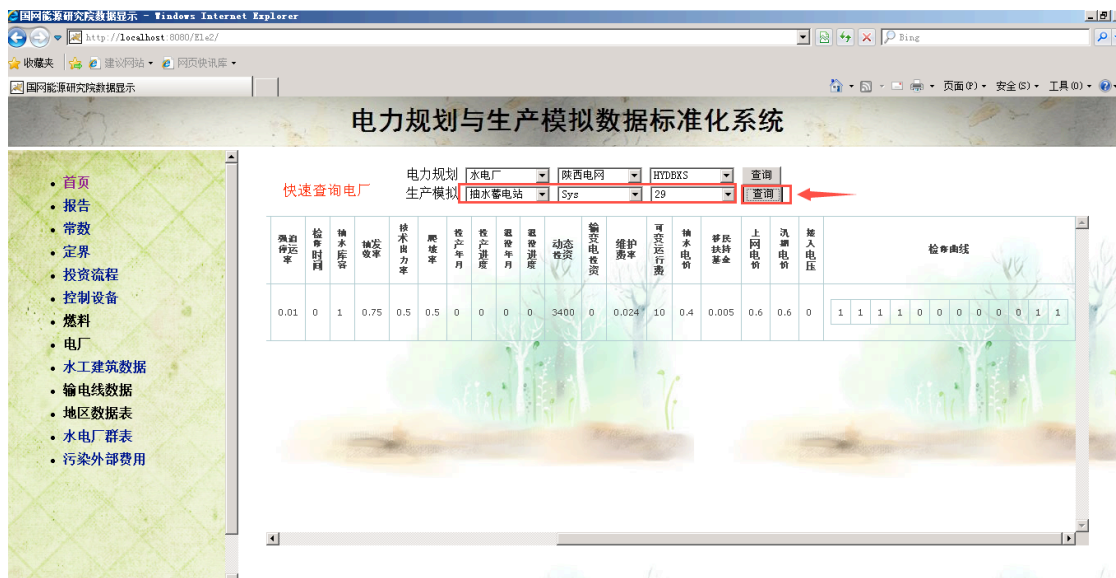 国网能源研究院数据显示 - Windows Internet Explorer
http://localhost:8080/Ele2/
Bing
收藏夹 建议网站 网页快讯库
国网能源研究院数据显示
页面(P) 安全(S) 工具(O)
电力规划与生产模拟数据标准化系统
首页
报告
常数
定界
投资流程
控制设备
燃料
电厂
水工建筑数据
输电线数据
地区数据表
水电厂群表
污染外部费用
快速查询电厂
电力规划 水电厂 陕西电网 HYDBXS 查询
生产模拟 抽水蓄电站 Sys 29 查询
强迫停运率 检修时间 抽水库容 抽发效率 技术出力率 爬坡率 投产年月 投产进度 退役年月 退役进度 动态投资 输变电投资 维护费率 可变运行费 抽水电价 移民扶持基金 上网电价 汛期电价 接入电压 检修曲线
0.01 0 1 0.75 0.5 0.5 0 0 0 0 3400 0 0.024 10 0.4 0.005 0.6 0.6 0 1 1 1 1 0 0 0 0 0 0 1 1